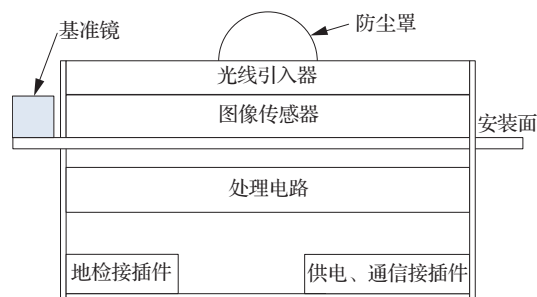 基准镜
防尘罩
光线引入器
图像传感器
安装面
处理电路
地检接插件
供电、通信接插件